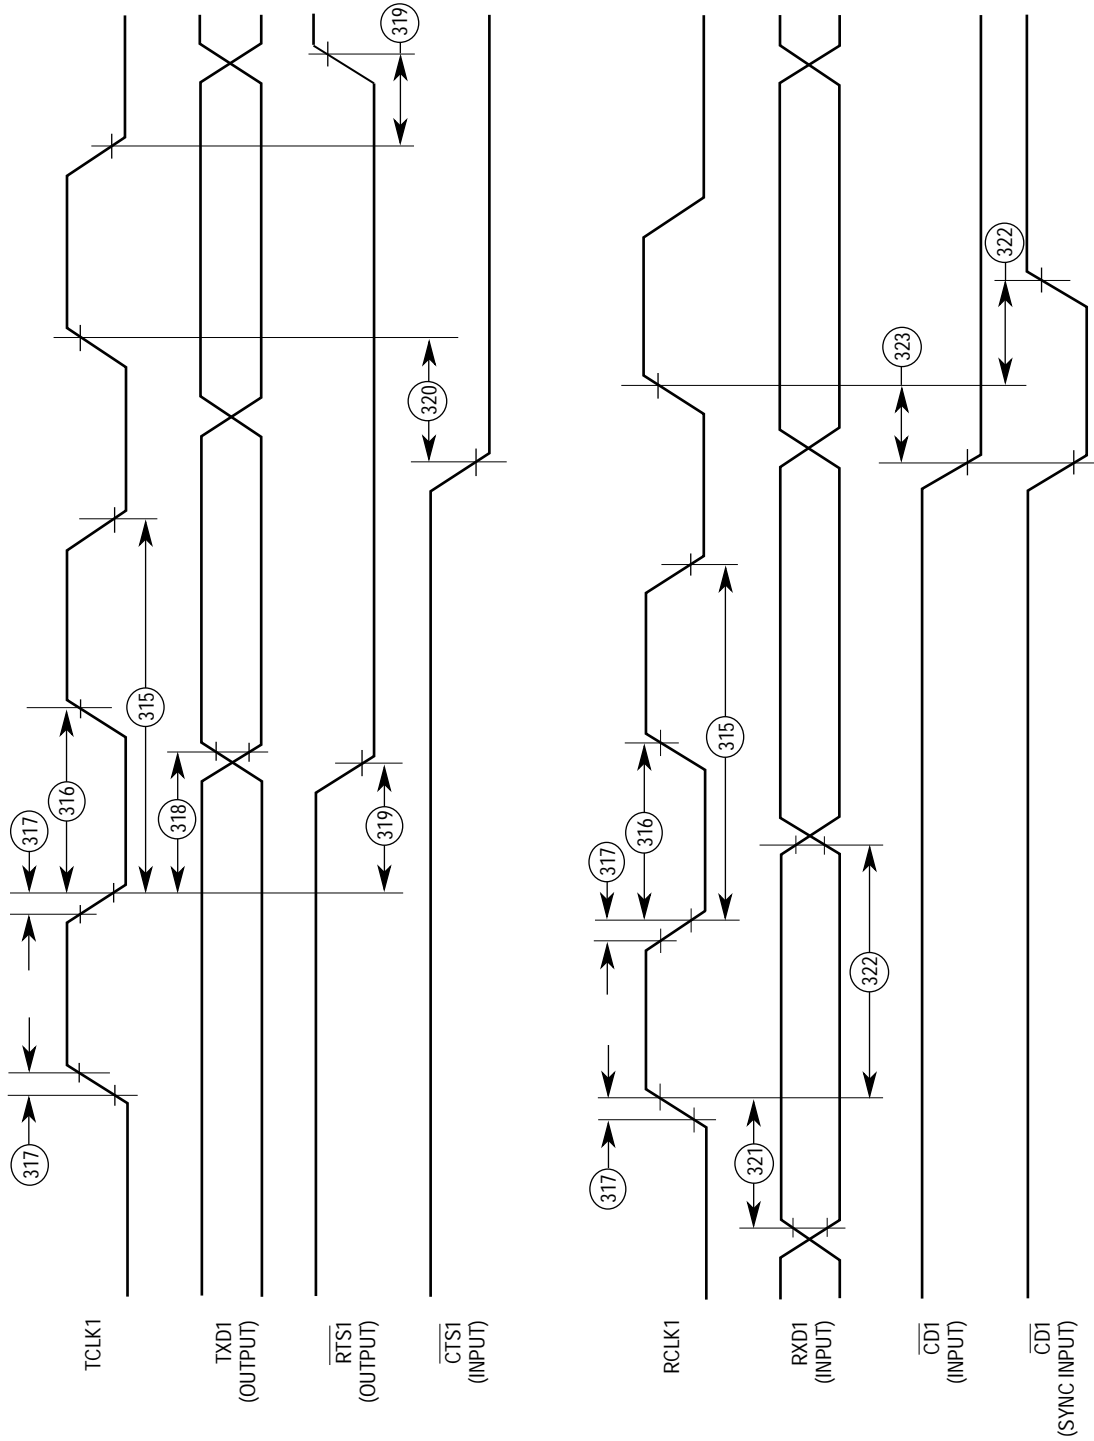 TCLK1
317
317
316
315
TXD1
(OUTPUT)
318
RTS1
(OUTPUT)
319
319
CTS1
(INPUT)
320
RCLK1
317
317
316
315
RXD1
(INPUT)
321
322
CD1
(INPUT)
323
CD1
(SYNC INPUT)
322